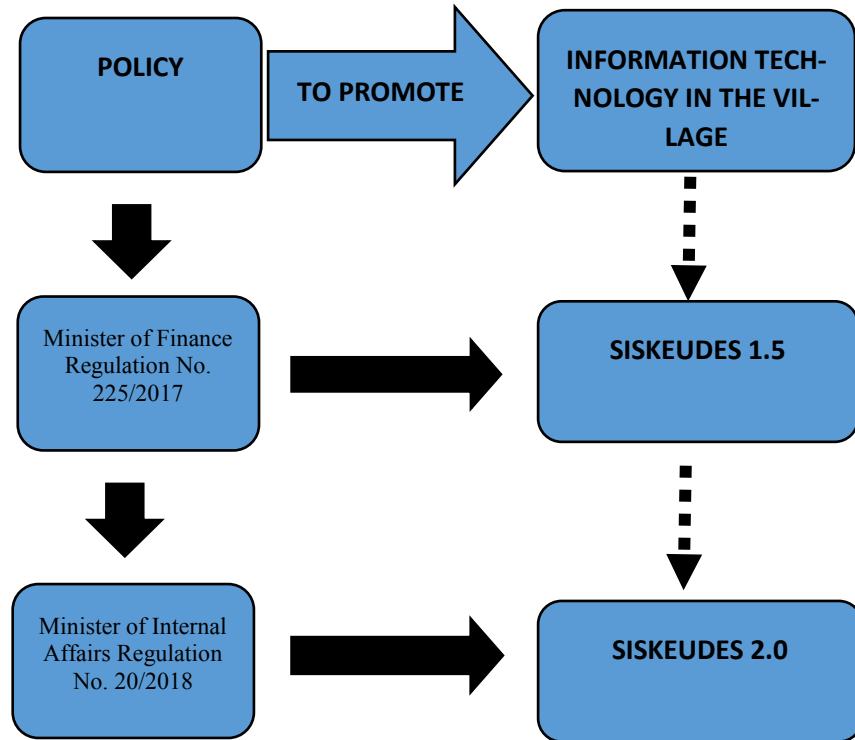 POLICY
TO PROMOTE
INFORMATION TECH-
NOLOGY IN THE VIL-
LAGE
Minister of Finance
Regulation No.
225/2017
SISKEUDES 1.5
Minister of Internal
Affairs Regulation
No. 20/2018
SISKEUDES 2.0